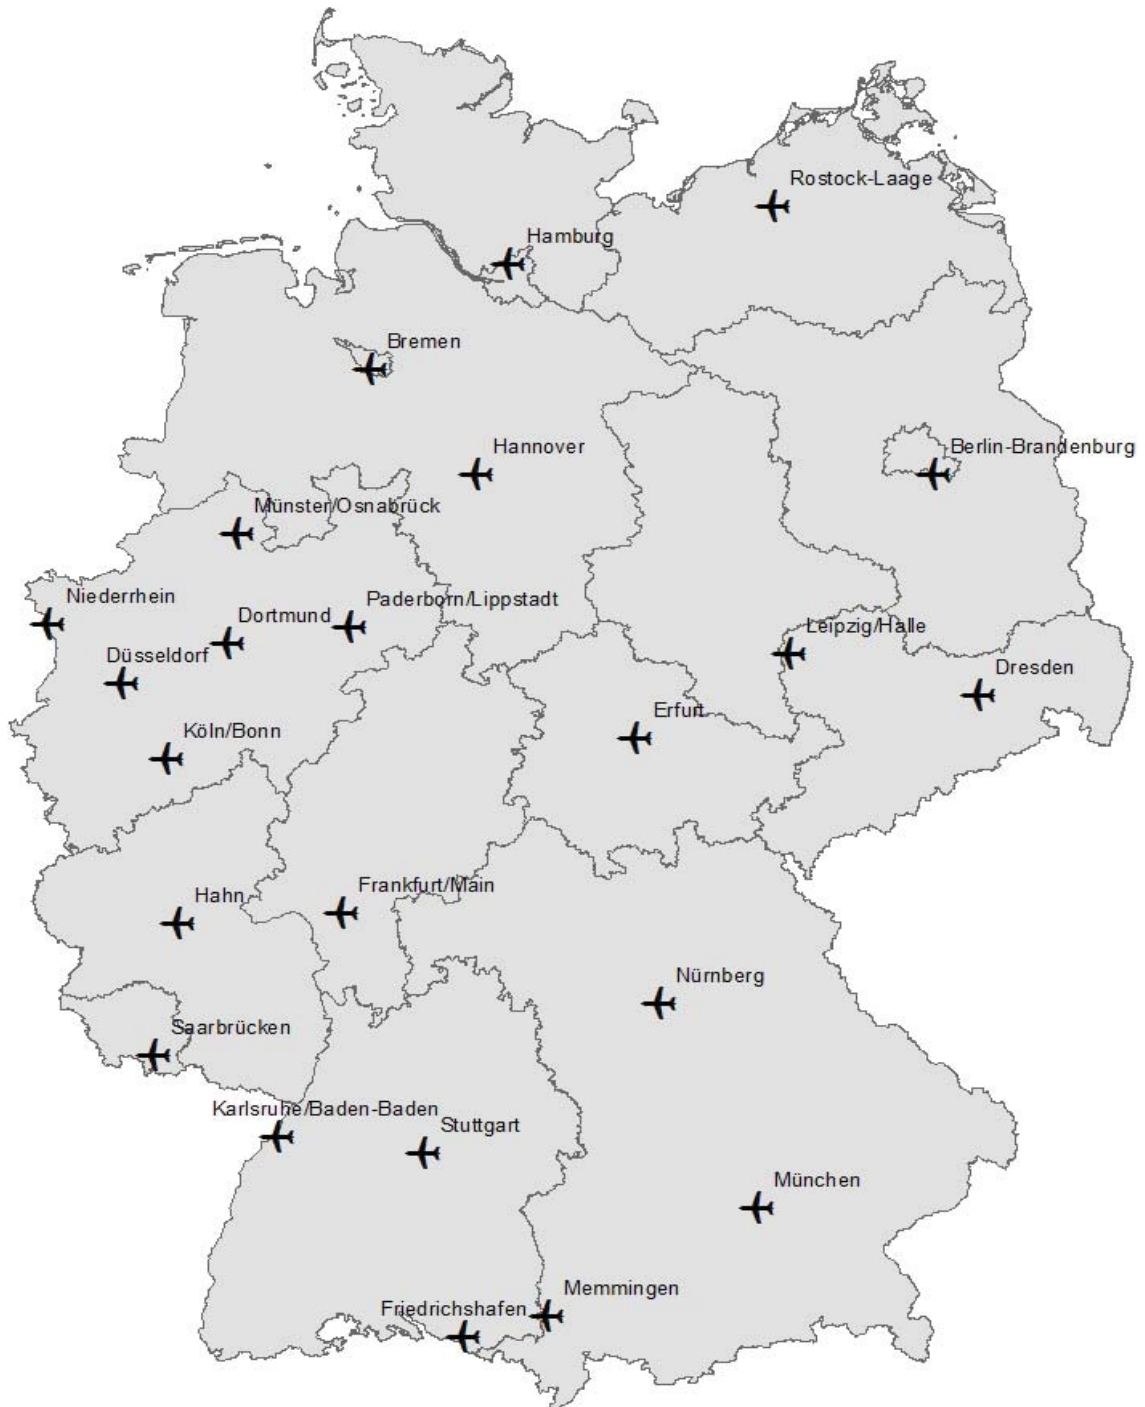 Rostock-Laage
Hamburg
Bremen
Hannover
Berlin-Brandenburg
Münster/Osnabrück
Niederrhein
Dortmund
Paderborn/Lippstadt
Leipzig/Halle
Düsseldorf
Dresden
Erfurt
Köln/Bonn
Frankfurt/Main
Hahn
Nürnberg
Saarbrücken
Karlsruhe/Baden-Baden
Stuttgart
München
Memmingen
Friedrichshafen